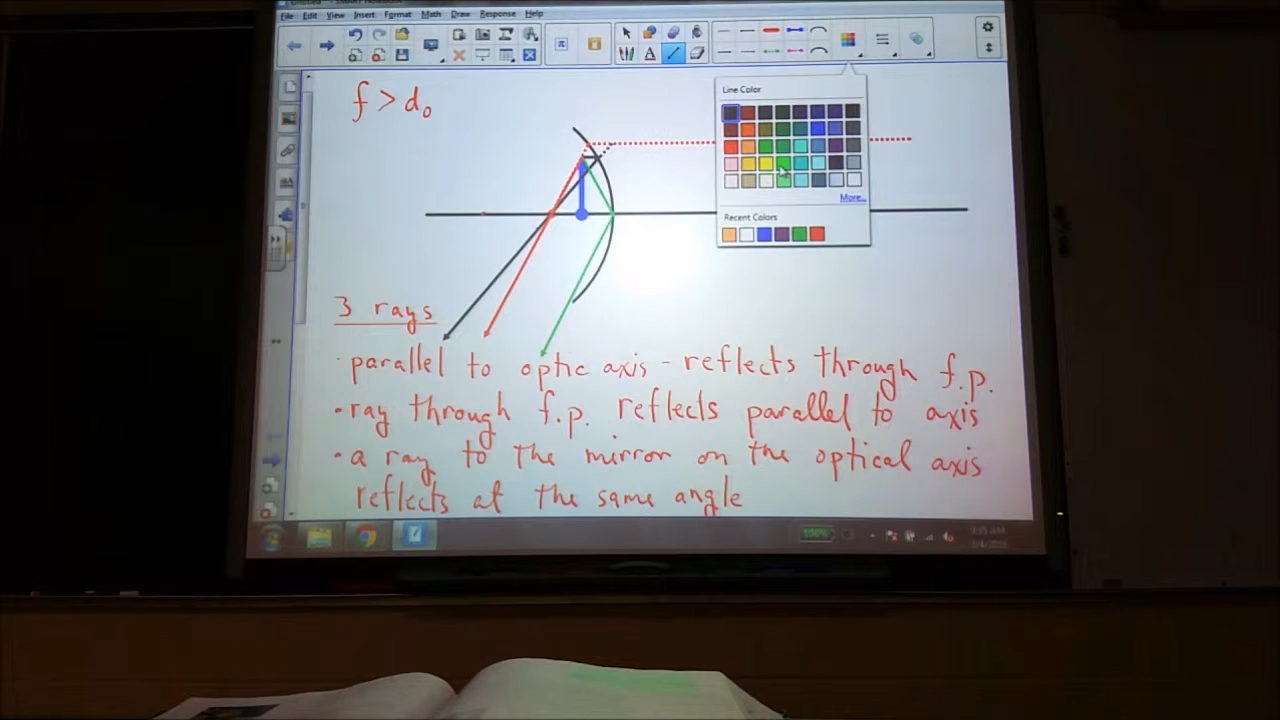 File Edit View Insert Format Math Draw Response Help
f > do
Line Color
More...
Recent Colors
3 rays
· parallel to optic axis - reflects through f.p.
· ray through f.p. reflects parallel to axis
· a ray to the mirror on the optical axis
reflects at the same angle
100%